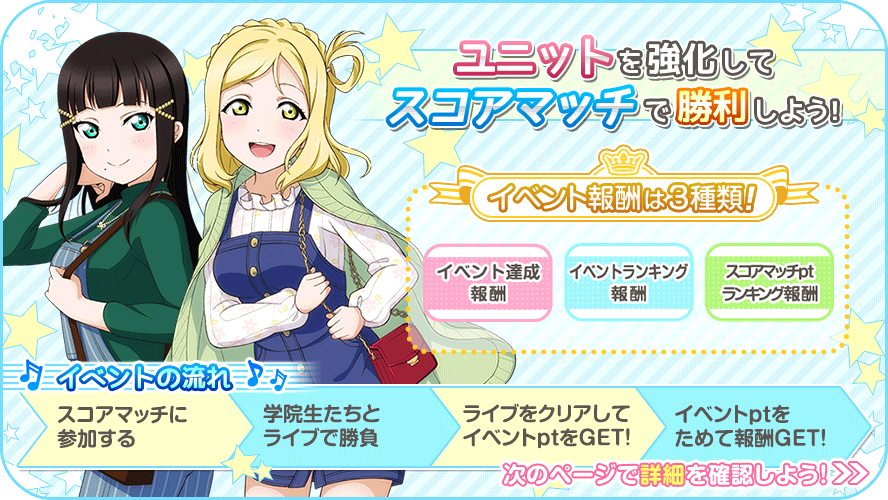 ユニットを強化して
スコアマッチで勝利しよう!
イベント報酬は3種類!
イベント達成
報酬
イベントランキング
報酬
スコアマッチpt
ランキング報酬
イベントの流れ
スコアマッチに
参加する
学院生たちと
ライブで勝負
ライブをクリアして
イベントptをGET!
イベントptを
ためて報酬GET!
次のページで詳細を確認しよう!